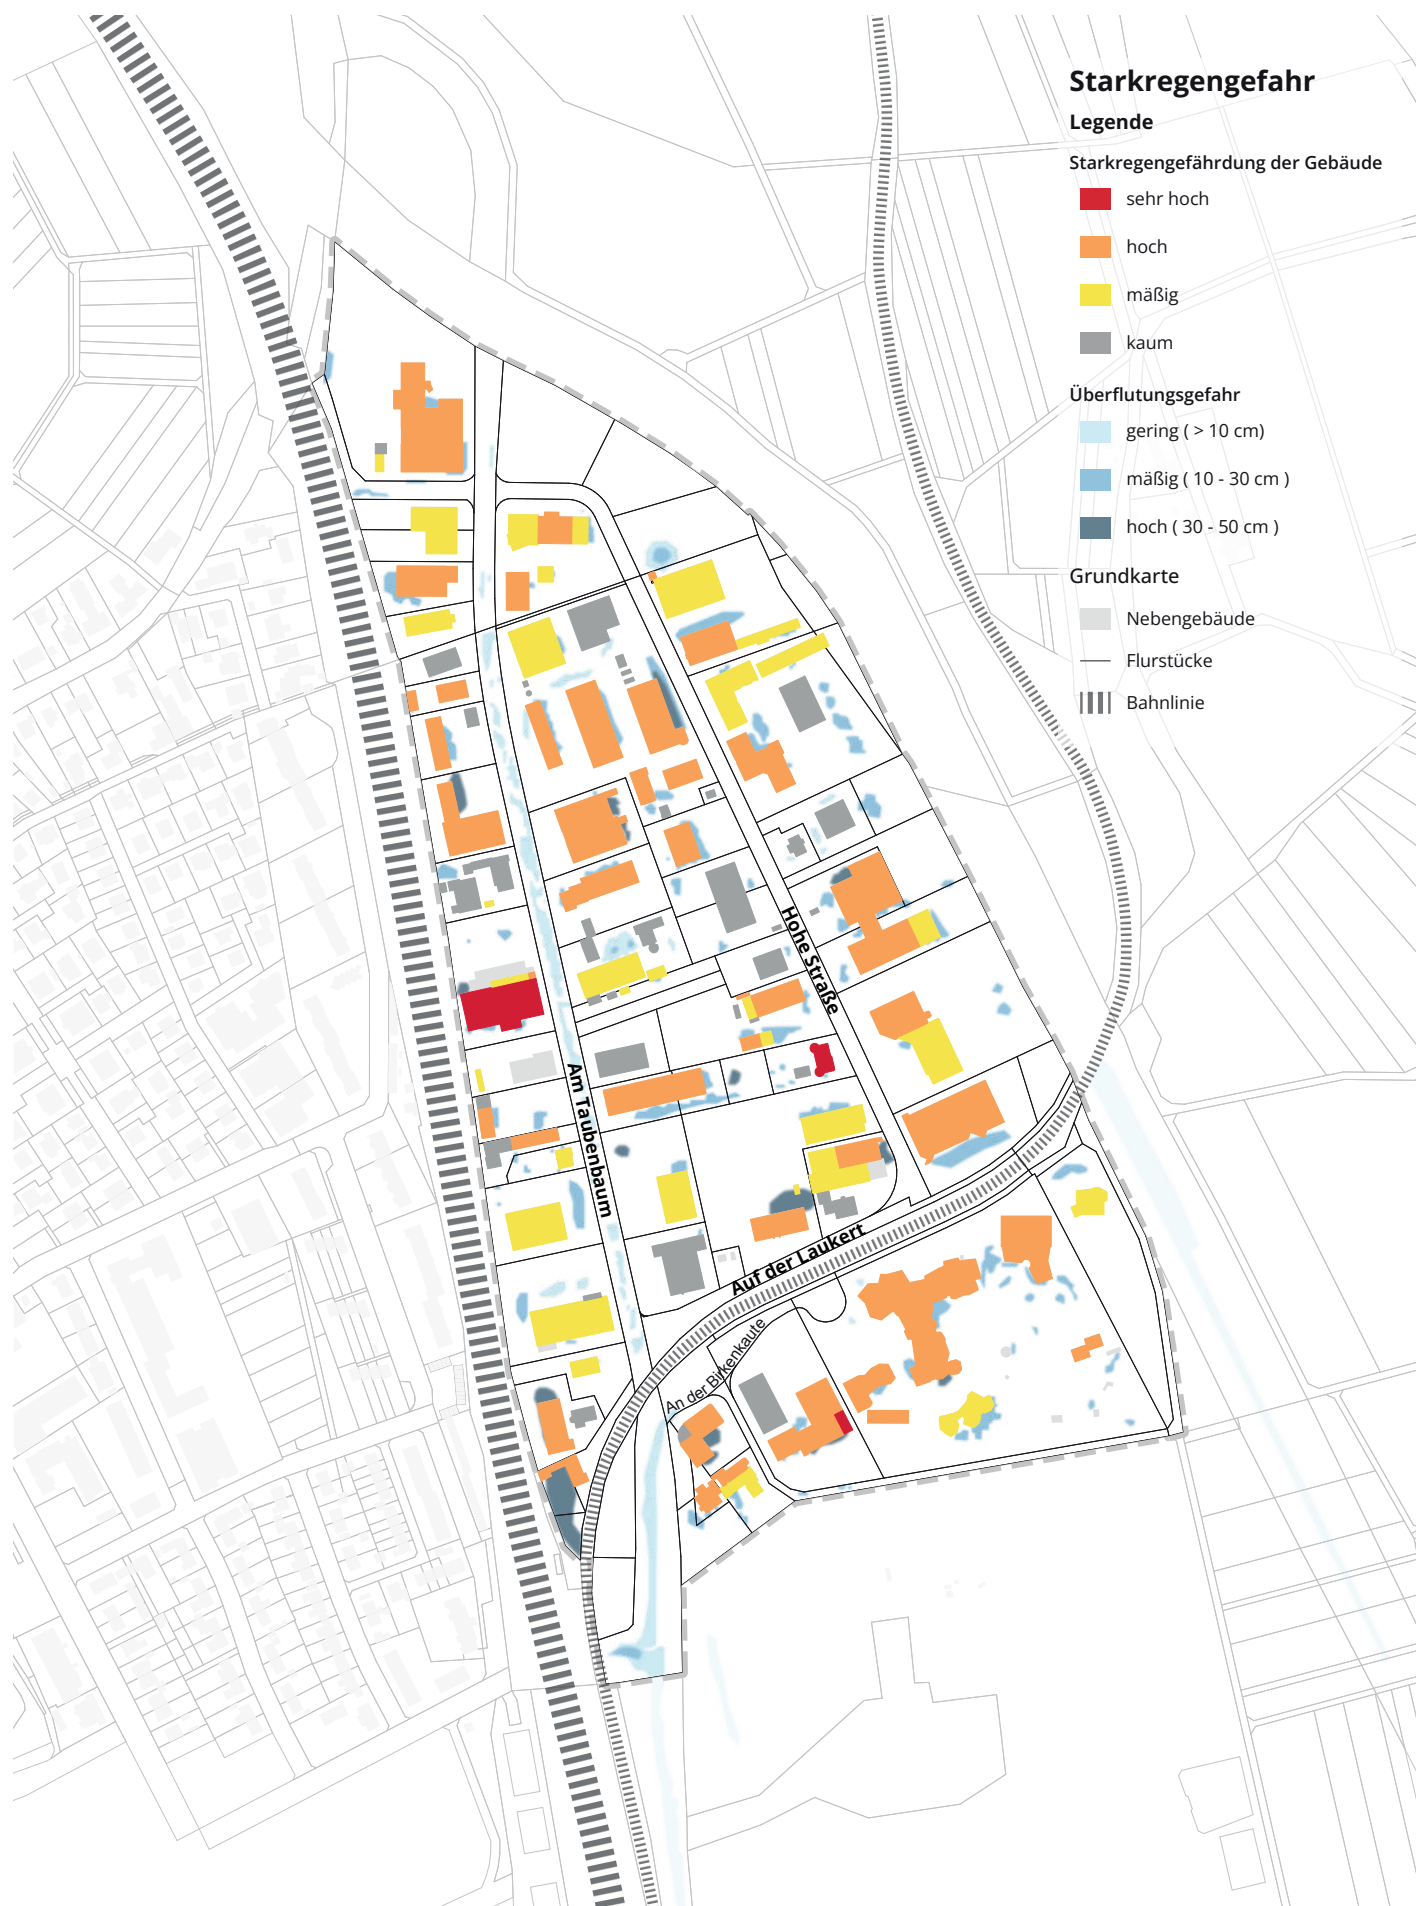 Starkregengefahr
Legende
Starkregengefährdung der Gebäude
sehr hoch
hoch
mäßig
kaum
Überflutungsgefahr
gering ( > 10 cm)
mäßig ( 10 - 30 cm )
hoch ( 30 - 50 cm )
Grundkarte
Nebengebäude
Flurstücke
Bahnlinie
Hohe Straße
Am Taubenbaum
Auf der Laukert
An der Birkenkaute